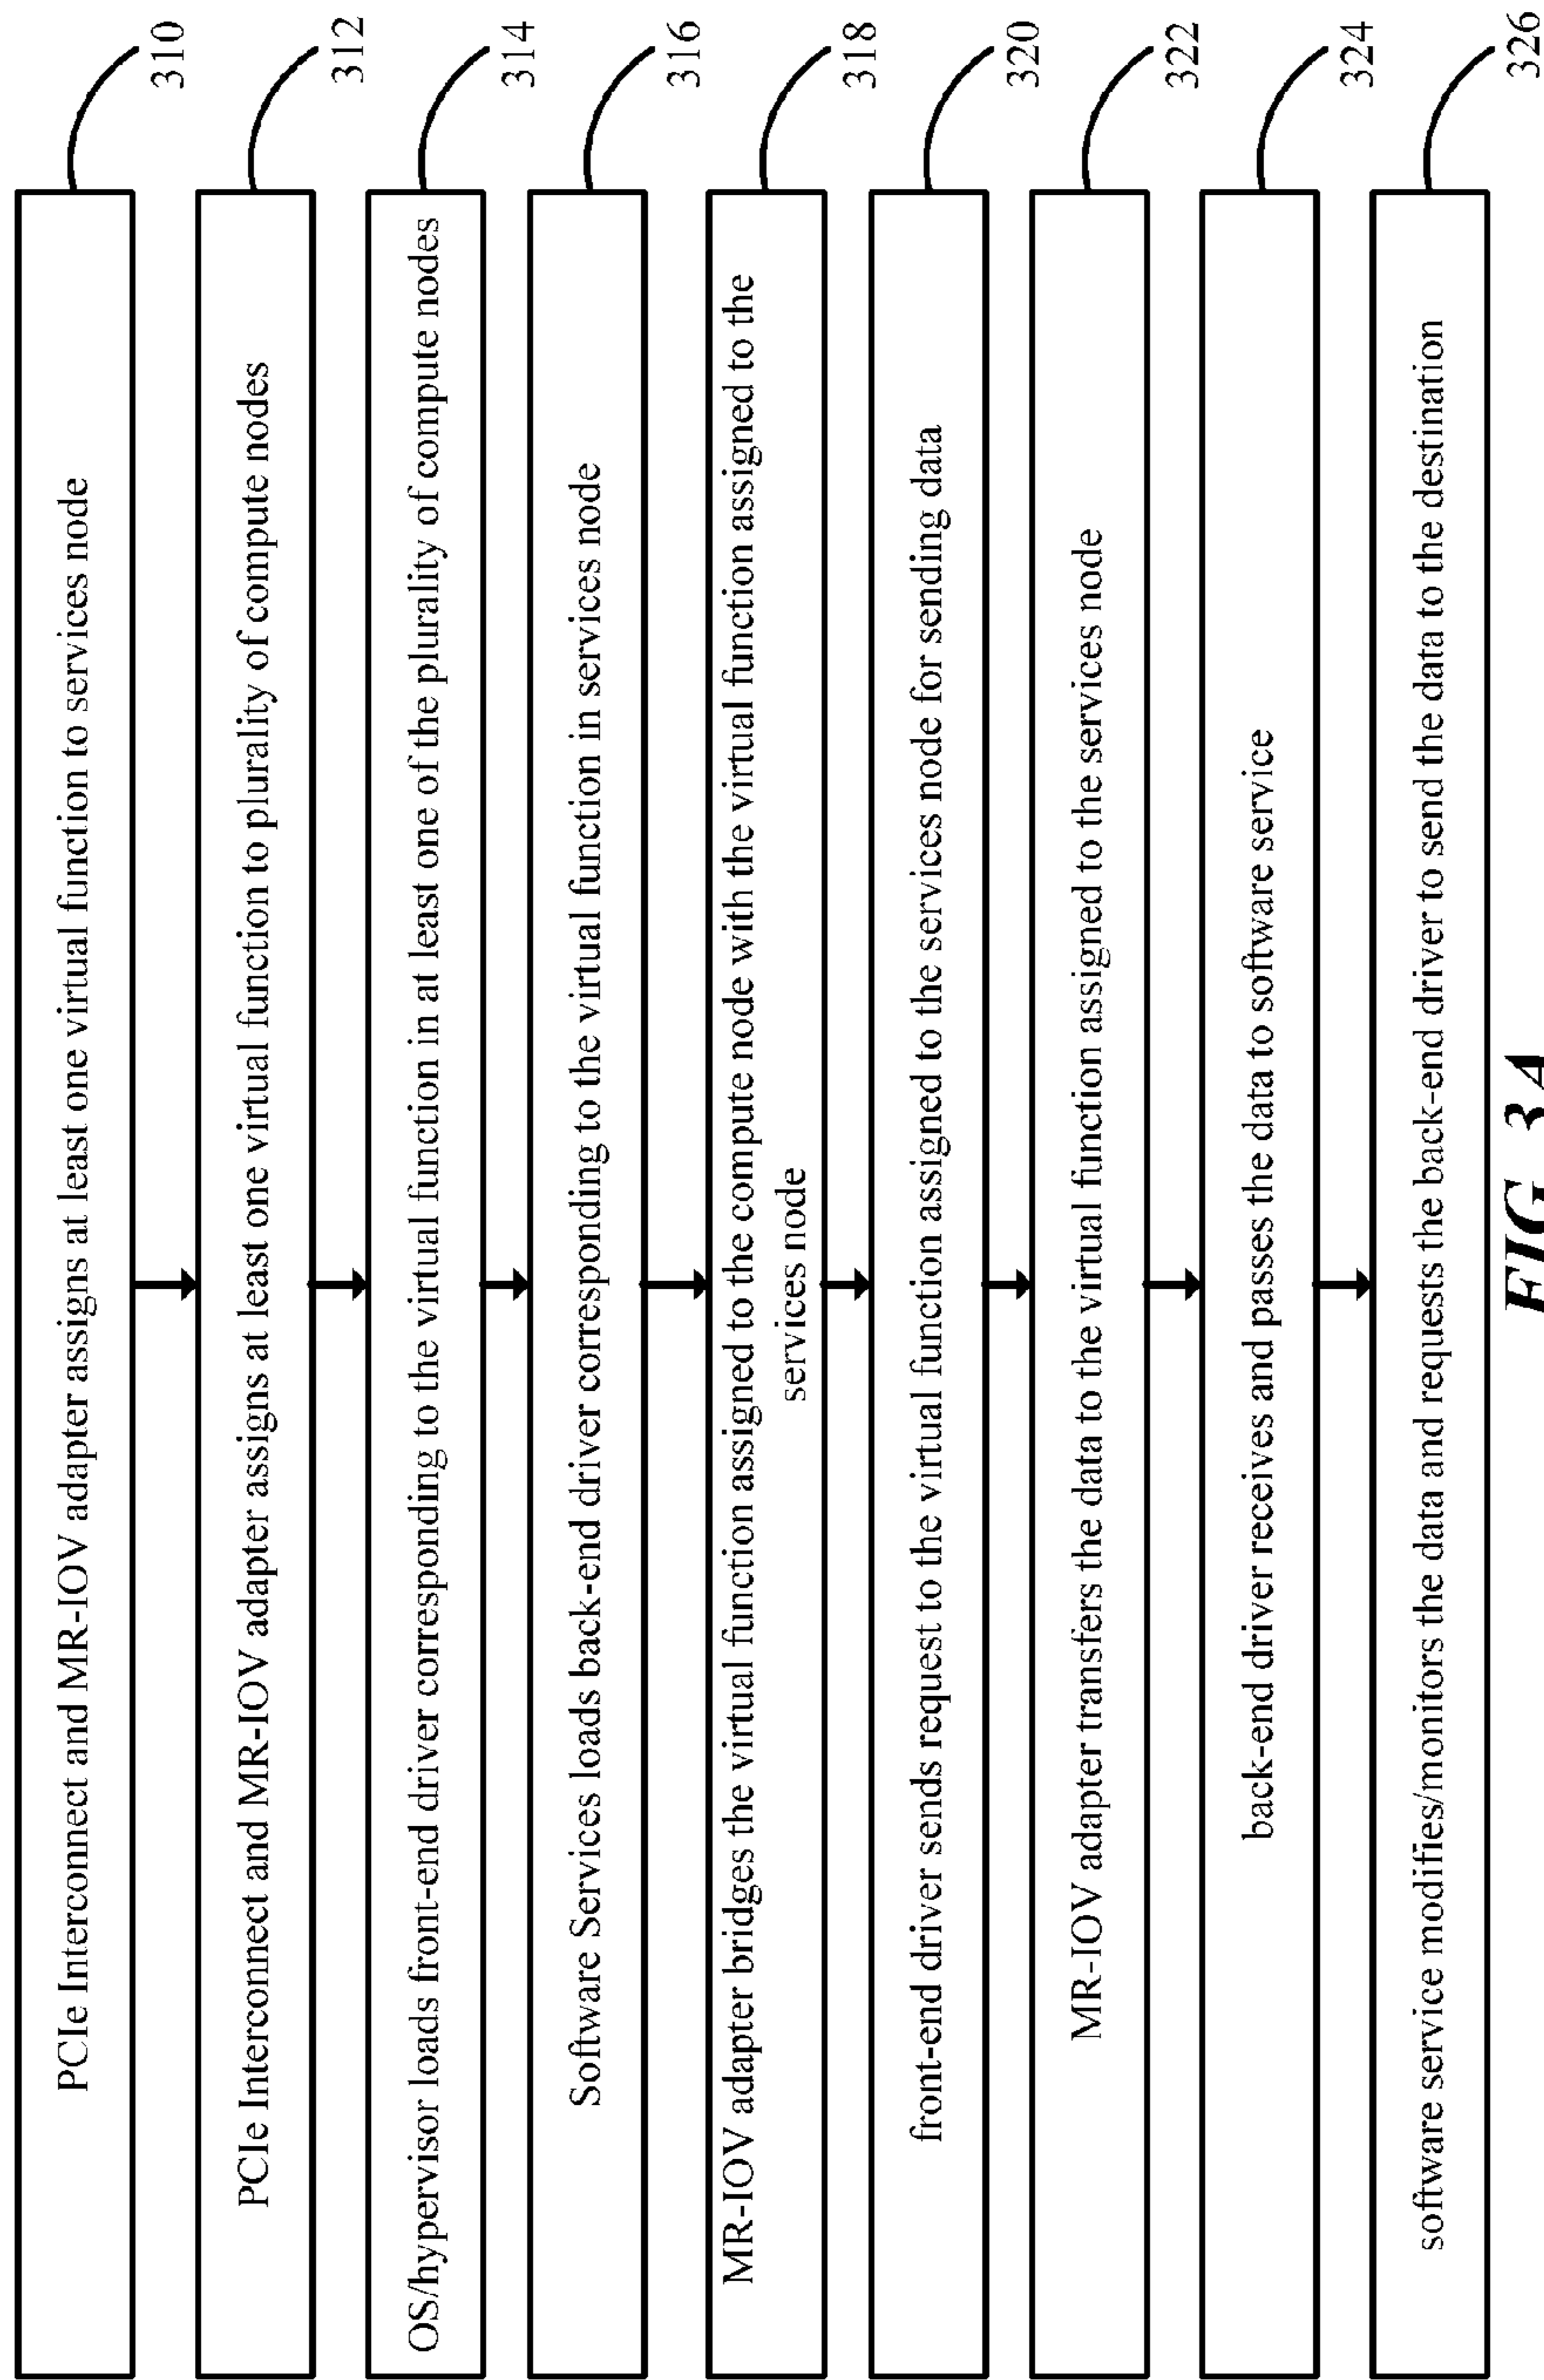 PCIe Interconnect and MR-IOV adapter assigns at least one virtual function to services node
310
PCIe Interconnect and MR-IOV adapter assigns at least one virtual function to plurality of compute nodes
312
OS/hypervisor loads front-end driver corresponding to the virtual function in at least one of the plurality of compute nodes
314
Software Services loads back-end driver corresponding to the virtual function in services node
316
MR-IOV adapter bridges the virtual function assigned to the compute node with the virtual function assigned to the
services node
318
front-end driver sends request to the virtual function assigned to the services node for sending data
320
MR-IOV adapter transfers the data to the virtual function assigned to the services node
322
back-end driver receives and passes the data to software service
324
software service modifies/monitors the data and requests the back-end driver to send the data to the destination
326
FIG. 3A